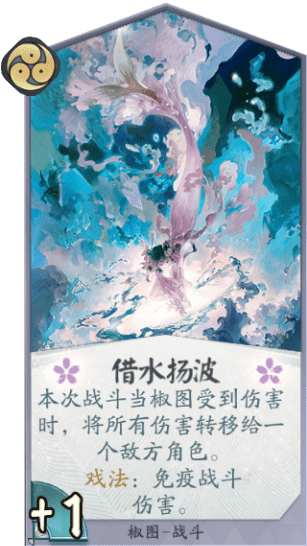 借水扬波
本次战斗当椒图受到伤害
时，将所有伤害转移给一
个敌方角色。
戏法：免疫战斗
伤害。
+1
椒图-战斗